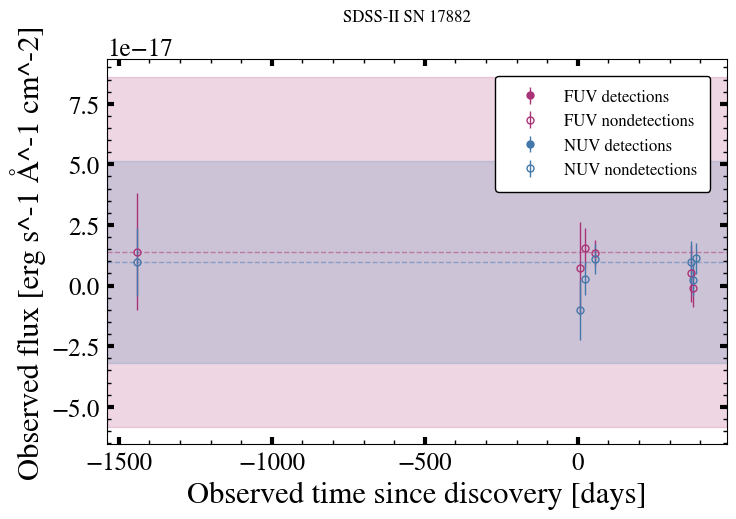 SDSS-II SN 17882
1e−17
7.5
5.0
2.5
0.0
−2.5
−5.0
Observed flux [erg s^-1 Å^-1 cm^-2]
FUV detections
FUV nondetections
NUV detections
NUV nondetections
−1500 −1000 −500 0
Observed time since discovery [days]